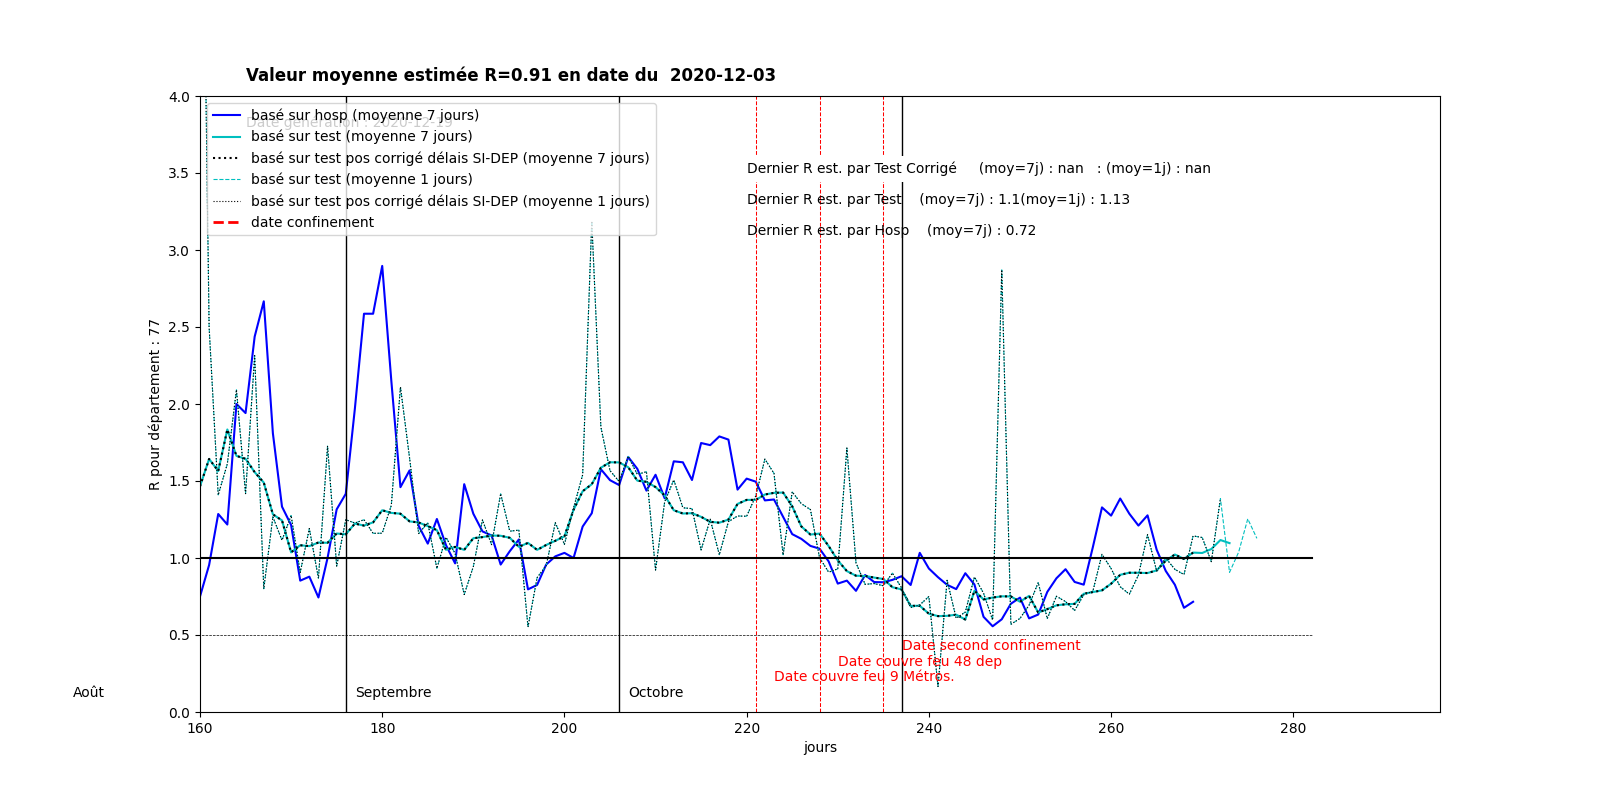 Valeur moyenne estimée R=0.91 en date du  2020-12-03
basé sur hosp (moyenne 7 jours)
basé sur test (moyenne 7 jours)
basé sur test pos corrigé délais SI-DEP (moyenne 7 jours)
basé sur test (moyenne 1 jours)
basé sur test pos corrigé délais SI-DEP (moyenne 1 jours)
date confinement
Dernier R est. par Test Corrigé     (moy=7j) : nan   : (moy=1j) : nan
Dernier R est. par Test    (moy=7j) : 1.1(moy=1j) : 1.13
Dernier R est. par Hosp    (moy=7j) : 0.72
R pour département : 77
4.0
3.5
3.0
2.5
2.0
1.5
1.0
0.5
0.0
Date second confinement
Date couvre feu 48 dep
Date couvre feu 9 Métros.
Août
Septembre
Octobre
160
180
200
220
240
260
280
jours